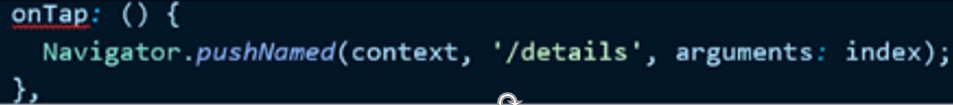 onTap: () {
Navigator.pushNamed(context, '/details', arguments: index);
},